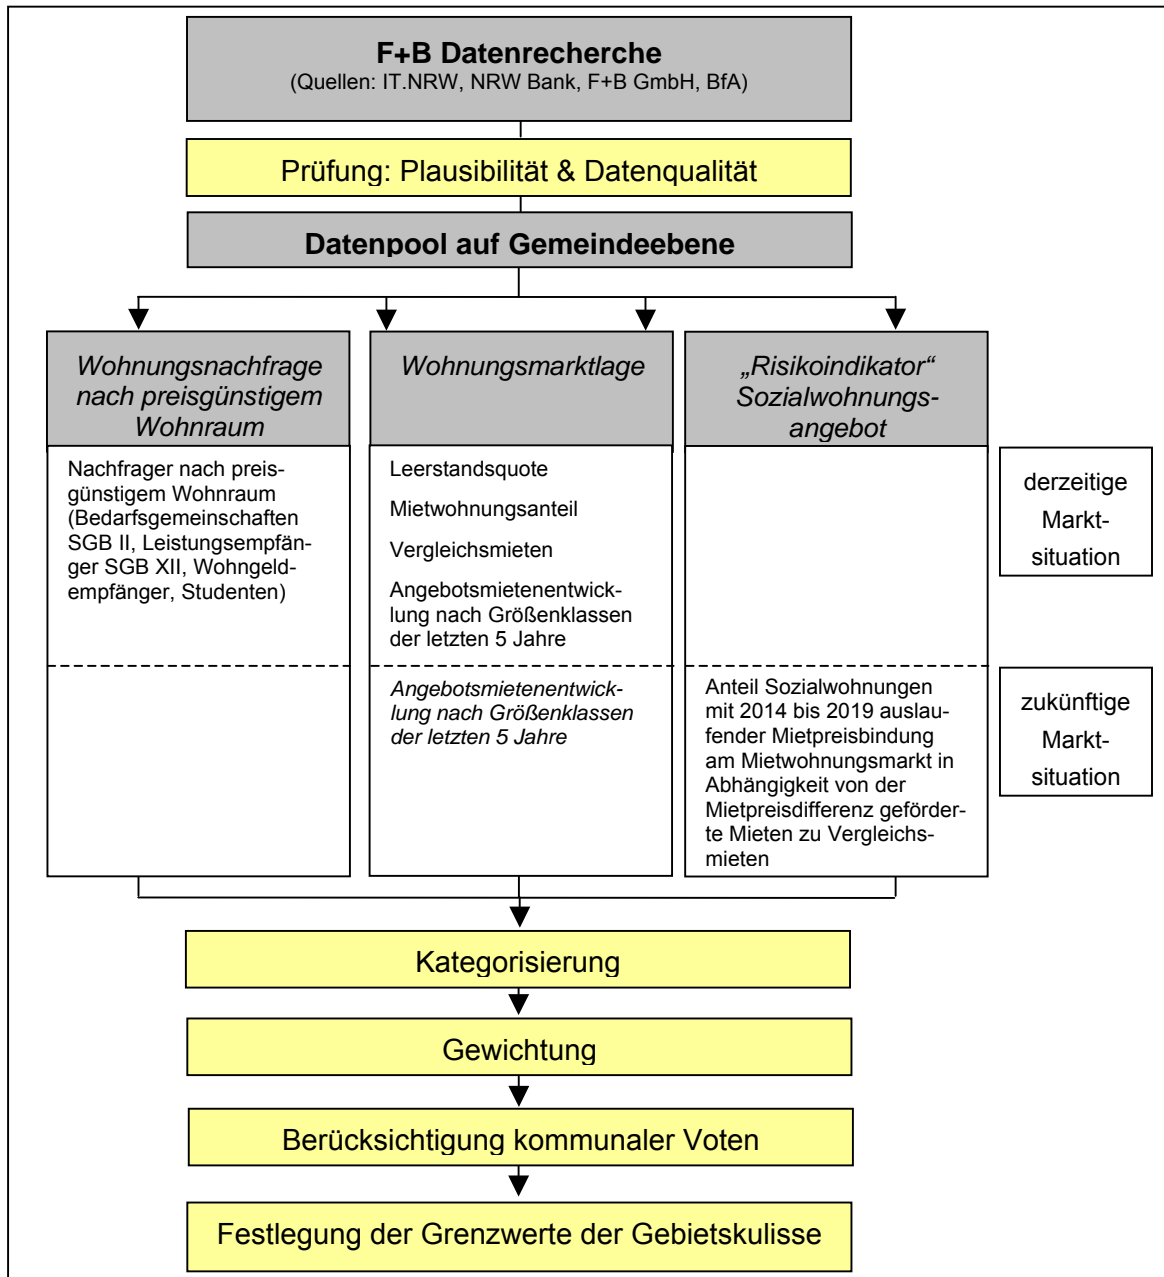 F+B Datenrecherche
(Quellen: IT.NRW, NRW Bank, F+B GmbH, BfA)
Prüfung: Plausibilität & Datenqualität
Datenpool auf Gemeindeebene
Wohnungsnachfrage
nach preisgünstigem
Wohnraum
Wohnungsmarktlage
„Risikoindikator“
Sozialwohnungs-
angebot
Nachfrager nach preis-
günstigem Wohnraum
(Bedarfsgemeinschaften
SGB II, Leistungsempfän-
ger SGB XII, Wohngeld-
empfänger, Studenten)
Leerstandsquote
Mietwohnungsanteil
Vergleichsmieten
Angebotsmietenentwick-
lung nach Größenklassen
der letzten 5 Jahre
derzeitige
Markt-
situation
Angebotsmietenentwick-
lung nach Größenklassen
der letzten 5 Jahre
Anteil Sozialwohnungen
mit 2014 bis 2019 auslau-
fender Mietpreisbindung
am Mietwohnungsmarkt in
Abhängigkeit von der
Mietpreisdifferenz geförder-
te Mieten zu Vergleichs-
mieten
zukünftige
Markt-
situation
Kategorisierung
Gewichtung
Berücksichtigung kommunaler Voten
Festlegung der Grenzwerte der Gebietskulisse